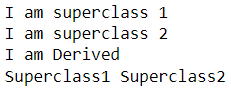 I am superclass 1
I am superclass 2
I am Derived
Superclass1 Superclass2